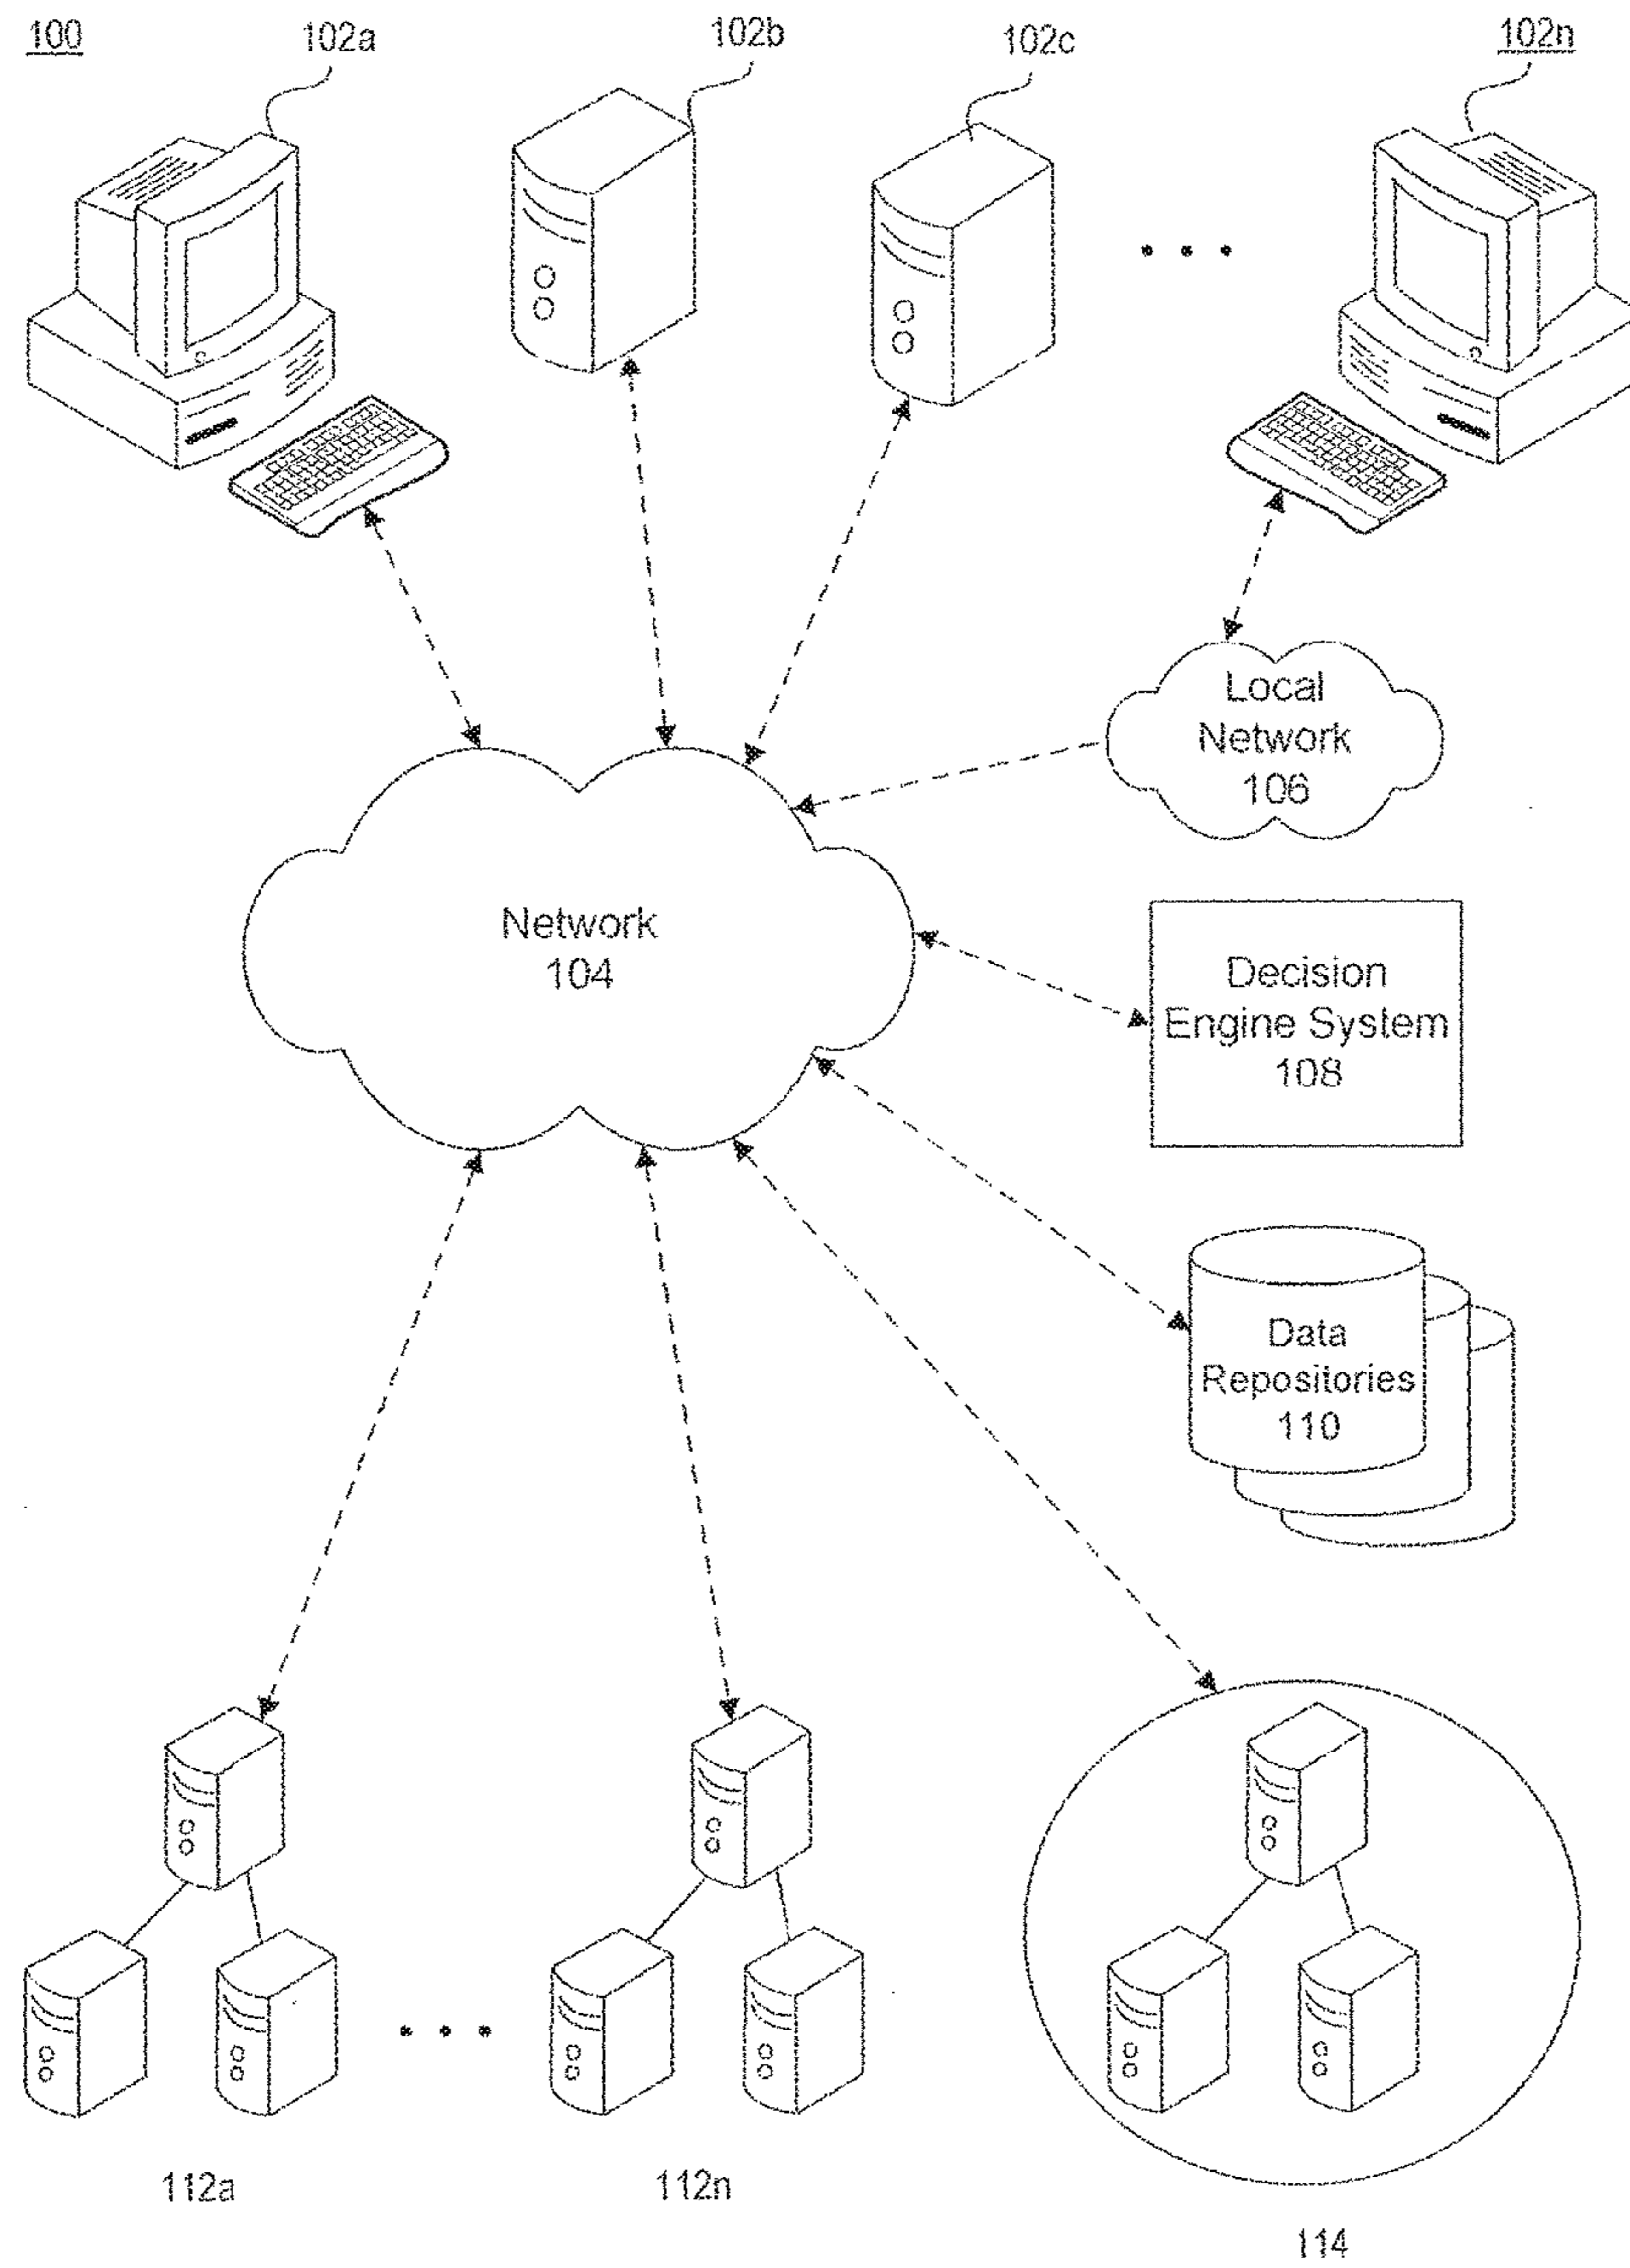 100
102a
102b
102c
102n
Local
Network
106
Network
104
Decision
Engine System
108
Data
Repositories
110
112a
112n
114